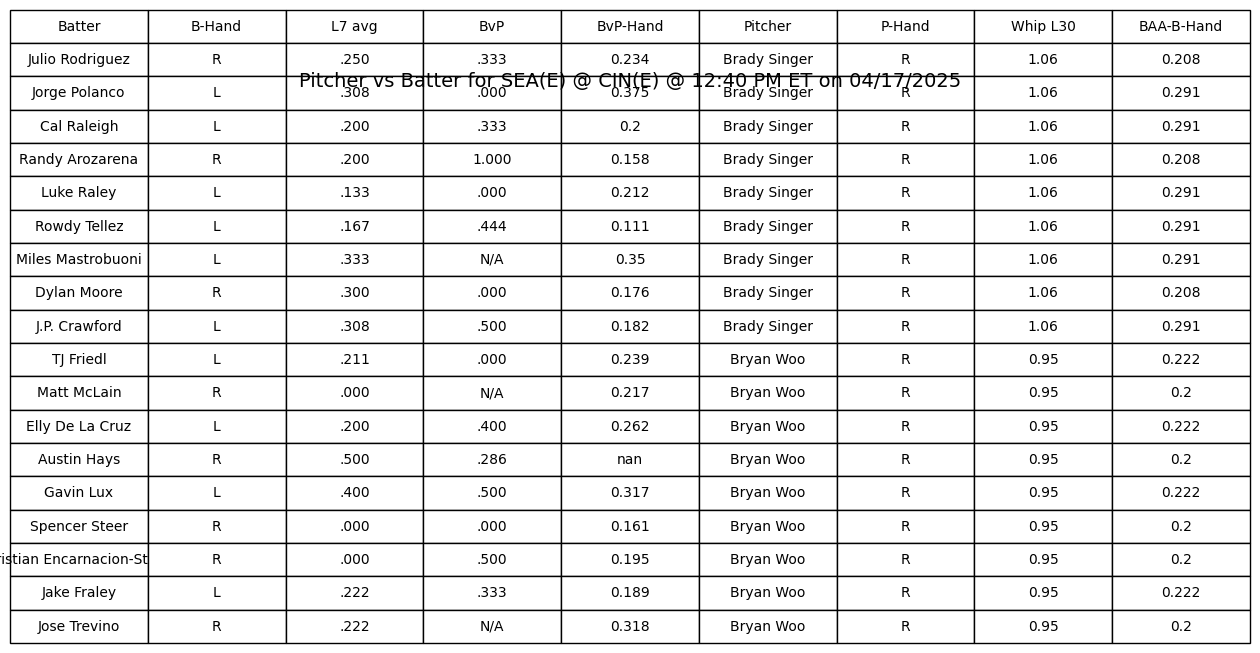 Batter B-Hand L7 avg BvP BvP-Hand Pitcher P-Hand Whip L30 BAA-B-Hand
Julio Rodriguez R .250 .333 0.234 Brady Singer R 1.06 0.208
Pitcher vs Batter for SEA(E) @ CIN(E) @ 12:40 PM ET on 04/17/2025
Jorge Polanco L .308 .000 0.375 Brady Singer R 1.06 0.291
Cal Raleigh L .200 .333 0.2 Brady Singer R 1.06 0.291
Randy Arozarena R .200 1.000 0.158 Brady Singer R 1.06 0.208
Luke Raley L .133 .000 0.212 Brady Singer R 1.06 0.291
Rowdy Tellez L .167 .444 0.111 Brady Singer R 1.06 0.291
Miles Mastrobuoni L .333 N/A 0.35 Brady Singer R 1.06 0.291
Dylan Moore R .300 .000 0.176 Brady Singer R 1.06 0.208
J.P. Crawford L .308 .500 0.182 Brady Singer R 1.06 0.291
TJ Friedl L .211 .000 0.239 Bryan Woo R 0.95 0.222
Matt McLain R .000 N/A 0.217 Bryan Woo R 0.95 0.2
Elly De La Cruz L .200 .400 0.262 Bryan Woo R 0.95 0.222
Austin Hays R .500 .286 nan Bryan Woo R 0.95 0.2
Gavin Lux L .400 .500 0.317 Bryan Woo R 0.95 0.222
Spencer Steer R .000 .000 0.161 Bryan Woo R 0.95 0.2
ristian Encarnacion-St R .000 .500 0.195 Bryan Woo R 0.95 0.2
Jake Fraley L .222 .333 0.189 Bryan Woo R 0.95 0.222
Jose Trevino R .222 N/A 0.318 Bryan Woo R 0.95 0.2